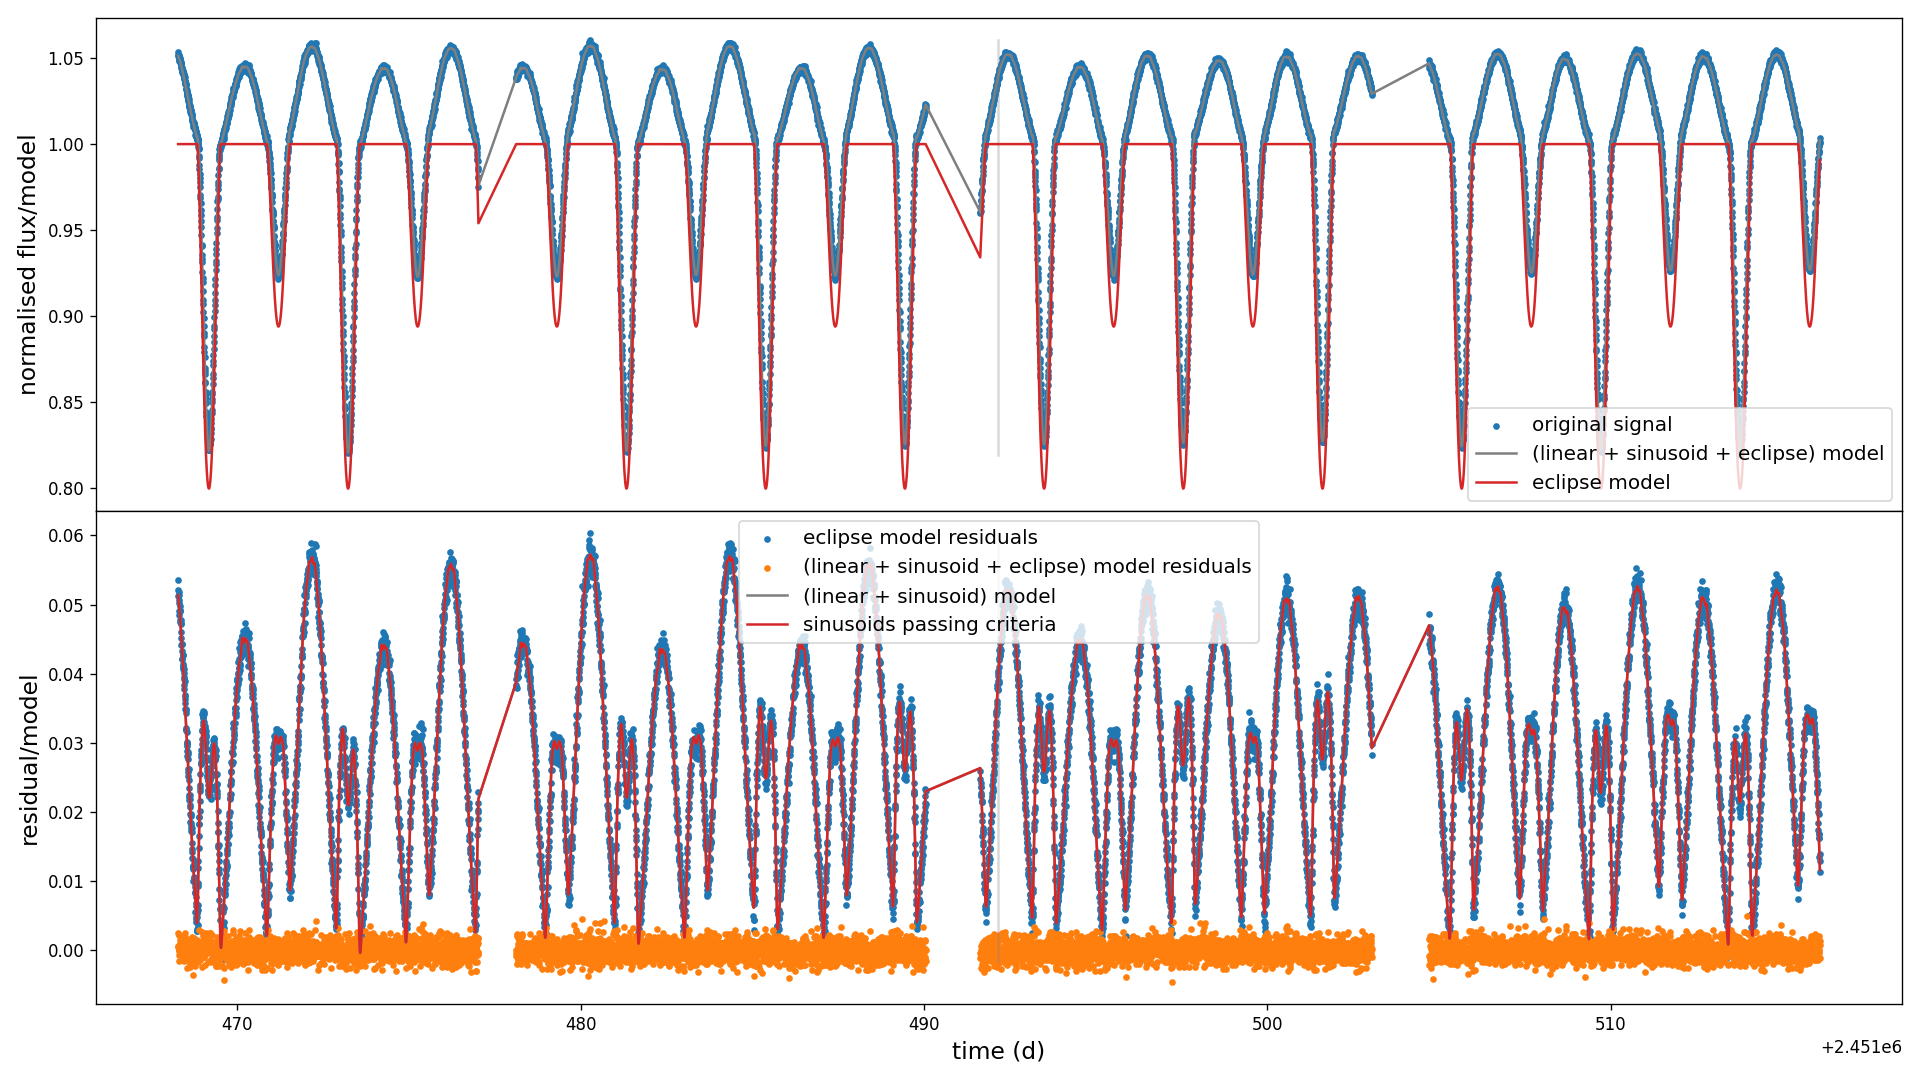 normalised flux/model
1.05
1.00
0.95
0.90
0.85
0.80
original signal
(linear + sinusoid + eclipse) model
eclipse model
residual/model
0.06
0.05
0.04
0.03
0.02
0.01
0.00
eclipse model residuals
(linear + sinusoid + eclipse) model residuals
(linear + sinusoid) model
sinusoids passing criteria
470 480 490 500 510
time (d)
+2.451e6